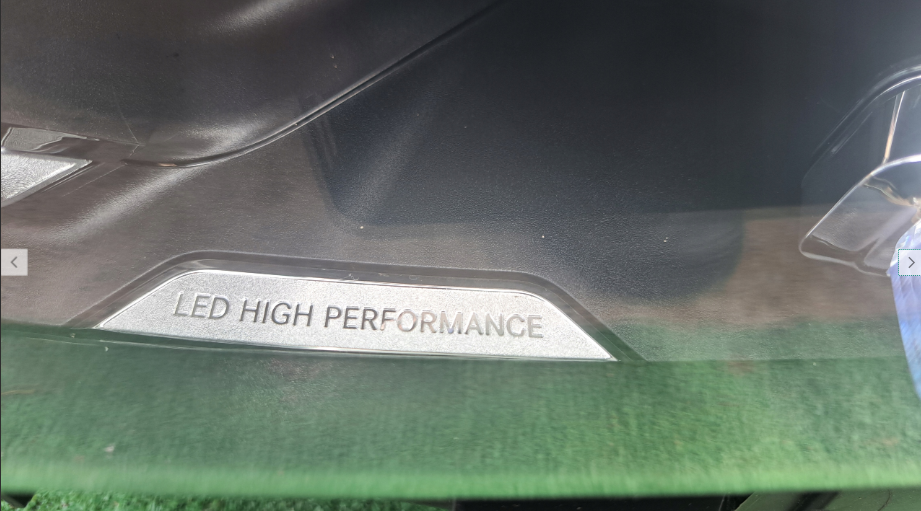 LED HIGH PERFORMANCE